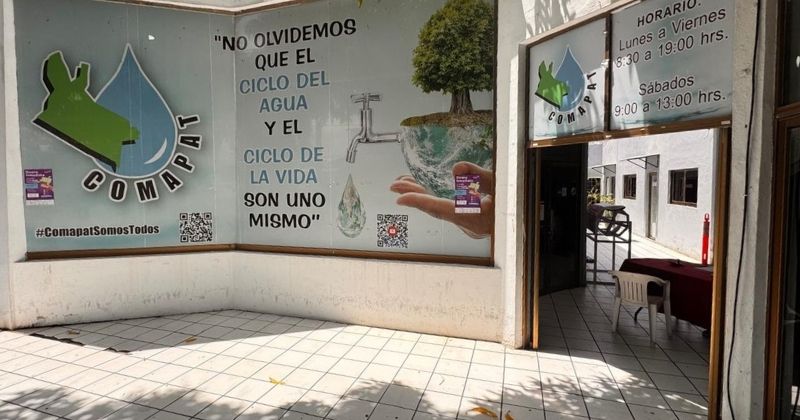 COMAPAT
#ComapatSomosTodos
"NO OLVIDEMOS
QUE EL
CICLO DEL
AGUA
Y EL
CICLO DE
LA VIDA
SON UNO
MISMO"
COMAPAT
HORARIO:
Lunes a Viernes
8:30 a 19:00 hrs.
Sábados
9:00 a 13:00 hrs.